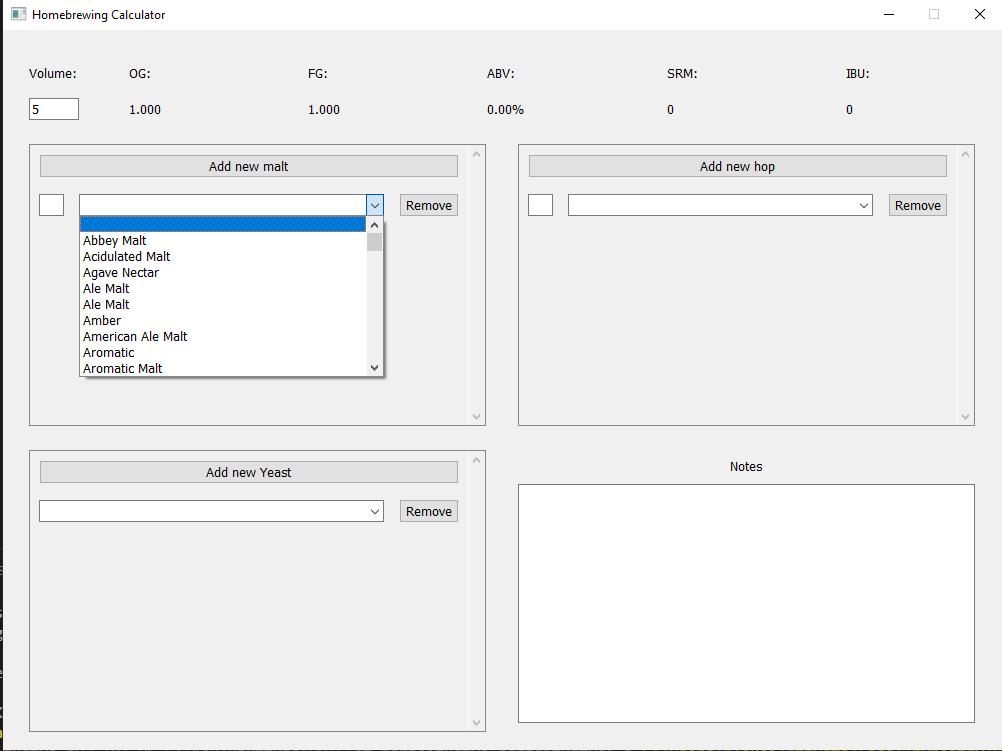 Homebrewing Calculator
Volume: OG: FG: ABV: SRM: IBU:
5 1.000 1.000 0.00% 0 0
Add new malt
Remove
Abbey Malt
Acidulated Malt
Agave Nectar
Ale Malt
Ale Malt
Amber
American Ale Malt
Aromatic
Aromatic Malt
Add new hop
Remove
Add new Yeast
Remove
Notes